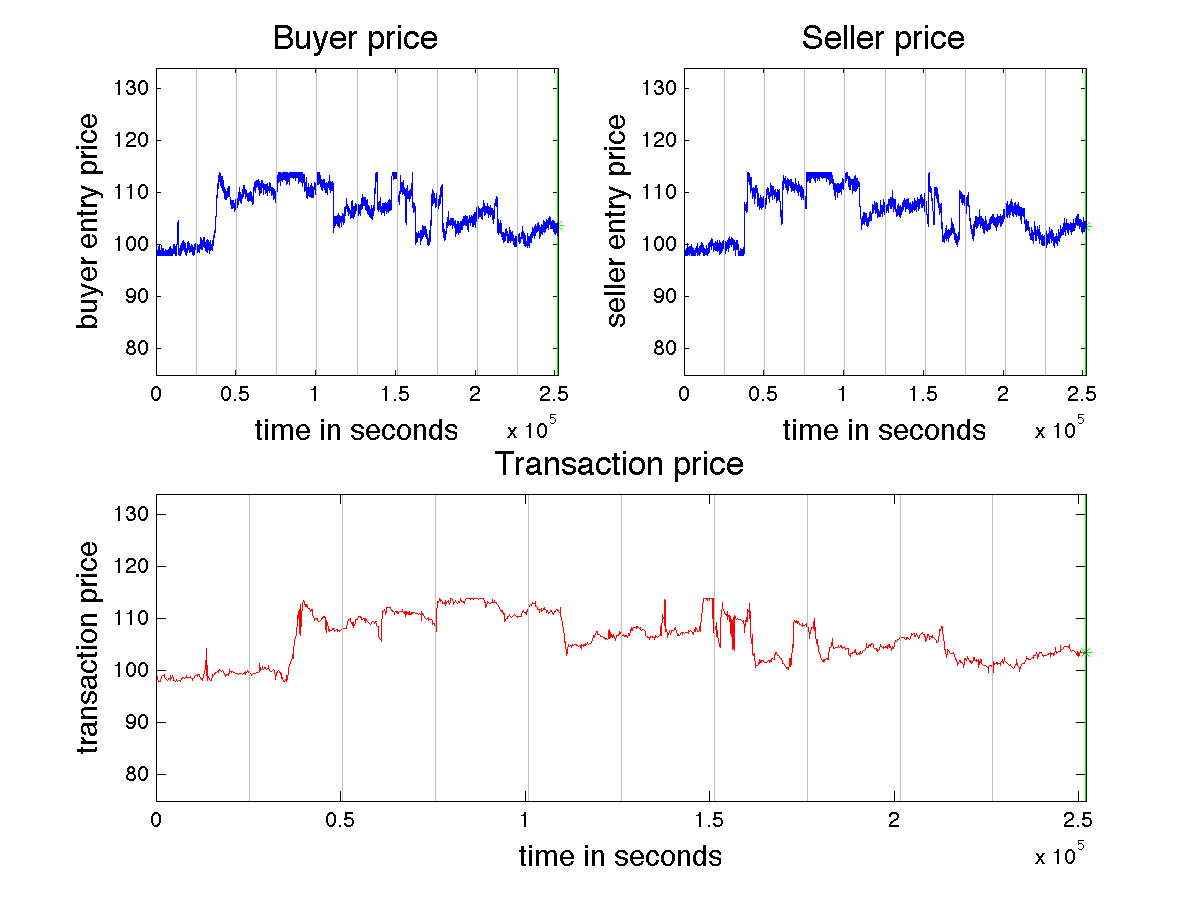 Buyer price
Seller price
130
120
110
100
90
80
buyer entry price
0 0.5 1 1.5 2 2.5
x 10^5
time in seconds
130
120
110
100
90
80
seller entry price
0 0.5 1 1.5 2 2.5
x 10^5
time in seconds
Transaction price
130
120
110
100
90
80
transaction price
0 0.5 1 1.5 2 2.5
x 10^5
time in seconds